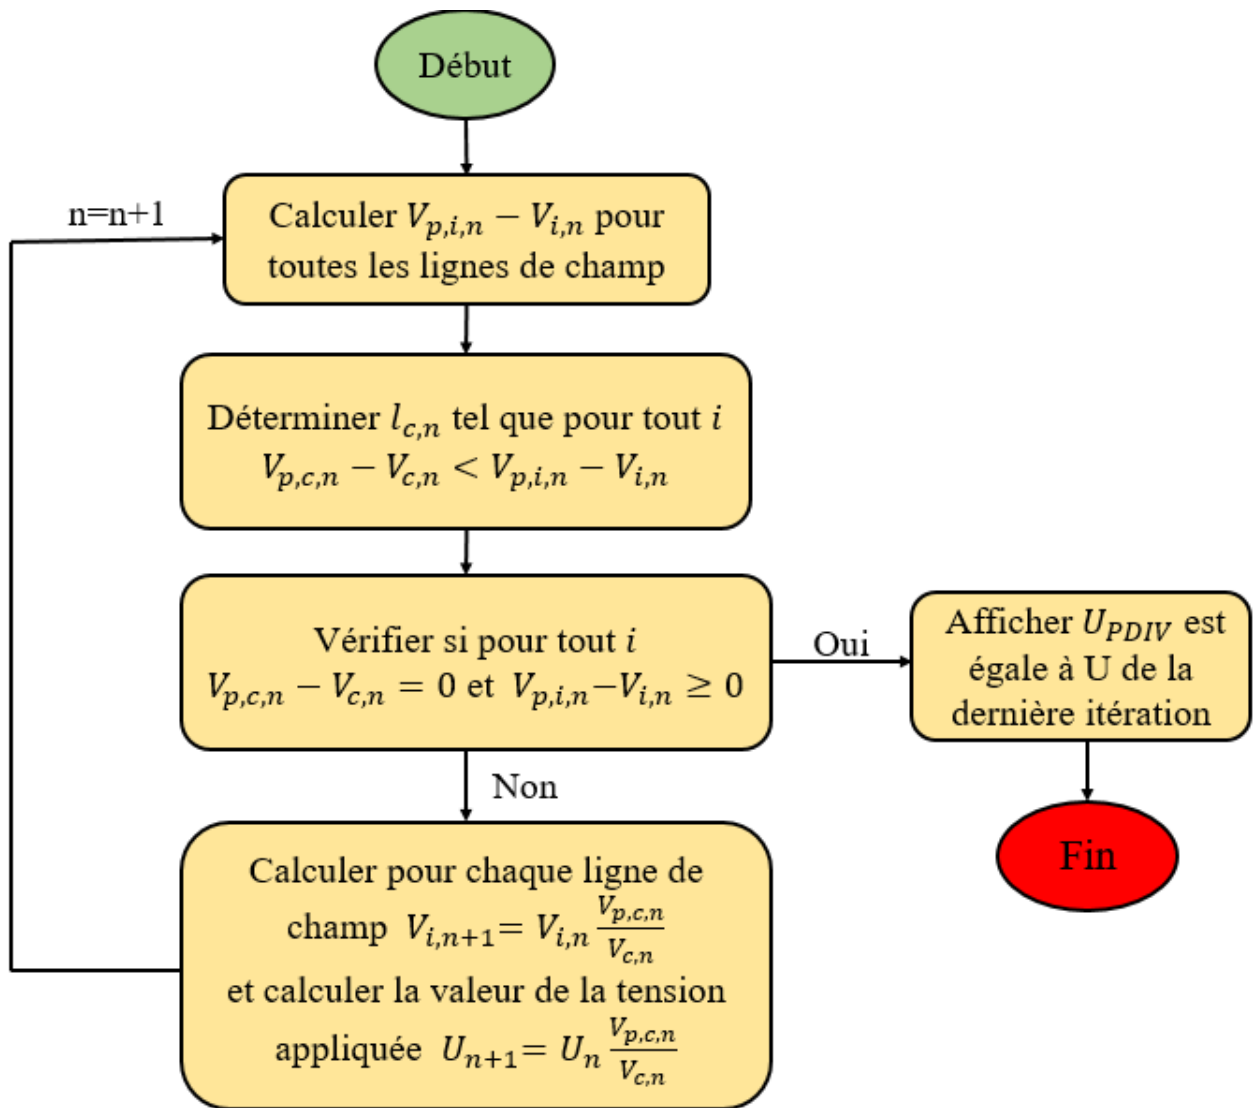 Début
n=n+1
Calculer V_{p,i,n} − V_{i,n} pour
toutes les lignes de champ
Déterminer l_{c,n} tel que pour tout i
V_{p,c,n} − V_{c,n} < V_{p,i,n} − V_{i,n}
Vérifier si pour tout i
V_{p,c,n} − V_{c,n} = 0 et V_{p,i,n}−V_{i,n} ≥ 0
Oui
Afficher U_{PDIV} est
égale à U de la
dernière itération
Non
Fin
Calculer pour chaque ligne de
champ V_{i,n+1}= V_{i,n} \frac{V_{p,c,n}}{V_{c,n}}
et calculer la valeur de la tension
appliquée U_{n+1}= U_n \frac{V_{p,c,n}}{V_{c,n}}